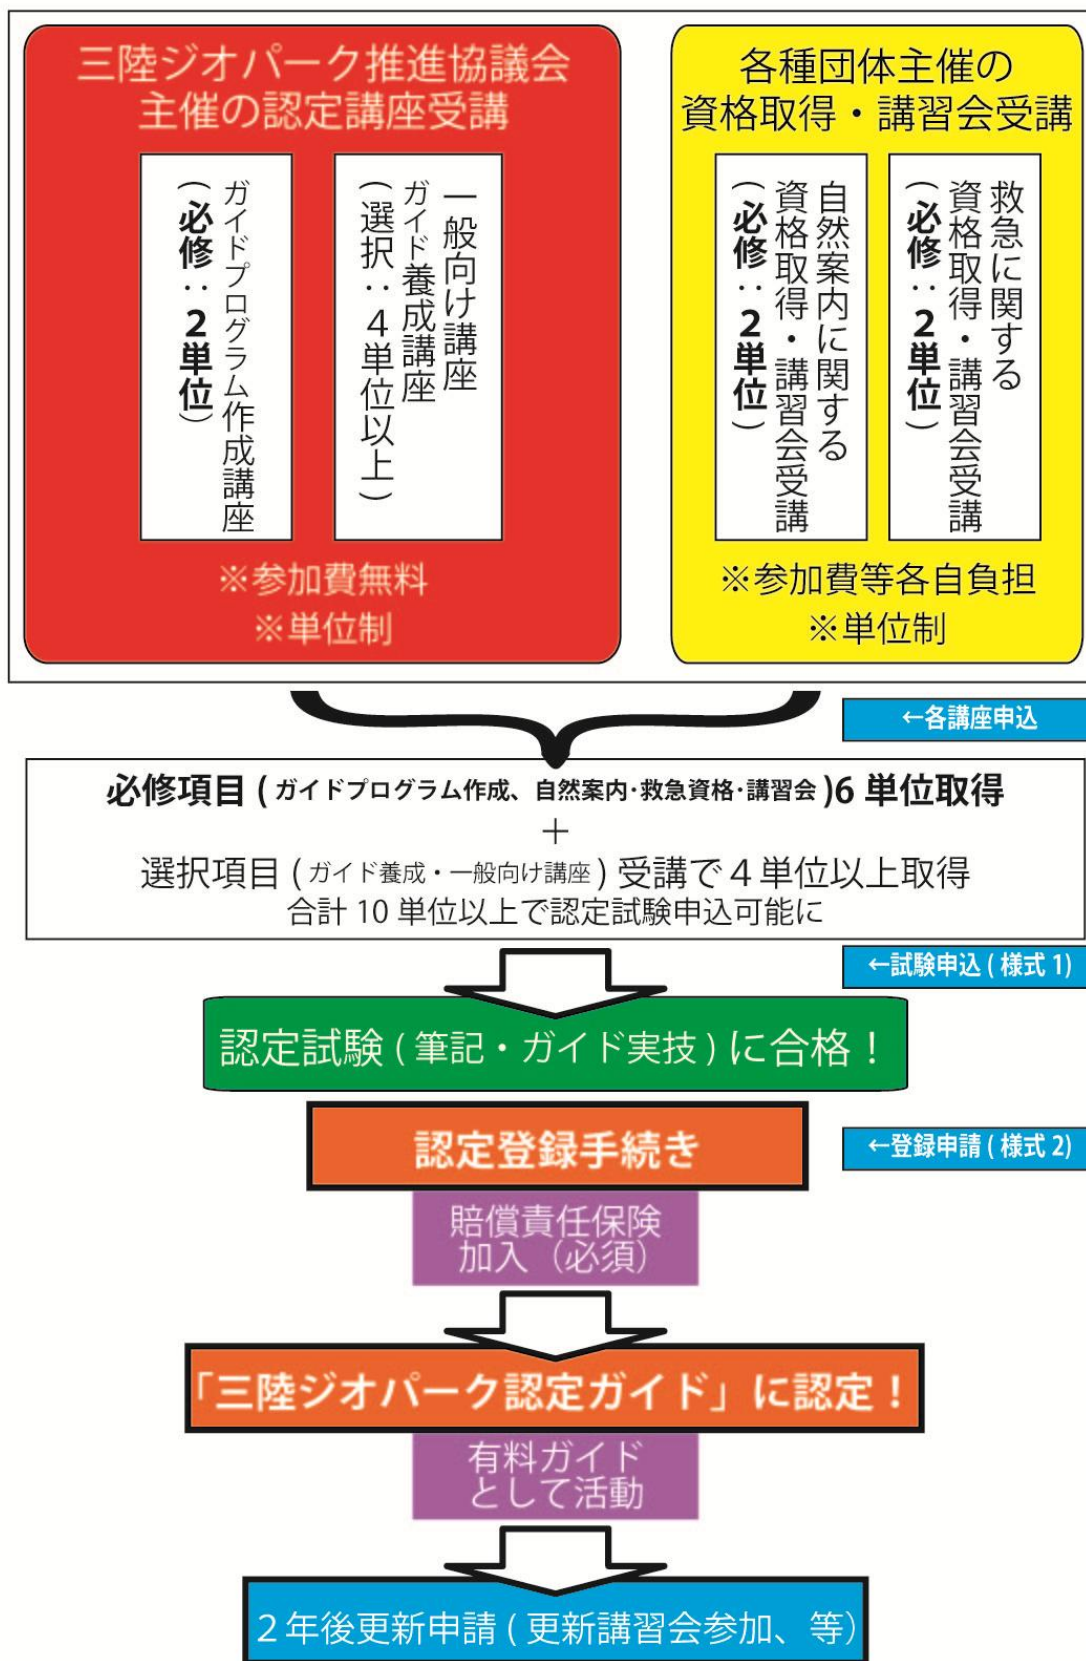 三陸ジオパーク推進協議会
主催の認定講座受講
一般向け講座
ガイド養成講座
(選択：４単位以上)
ガイドプログラム作成講座
(必修：２単位)
※参加費無料
※単位制
各種団体主催の
資格取得・講習会受講
救急に関する
資格取得・講習会受講
(必修：２単位)
自然案内に関する
資格取得・講習会受講
(必修：２単位)
※参加費等各自負担
※単位制
←各講座申込
必修項目 ( ガイドプログラム作成、自然案内・救急資格・講習会 )6 単位取得
＋
選択項目 ( ガイド養成・一般向け講座 ) 受講で４単位以上取得
合計 10 単位以上で認定試験申込可能に
←試験申込 ( 様式 1)
認定試験 ( 筆記・ガイド実技 ) に合格！
認定登録手続き
←登録申請 ( 様式 2)
賠償責任保険
加入（必須）
「三陸ジオパーク認定ガイド」に認定！
有料ガイド
として活動
２年後更新申請 ( 更新講習会参加、等)